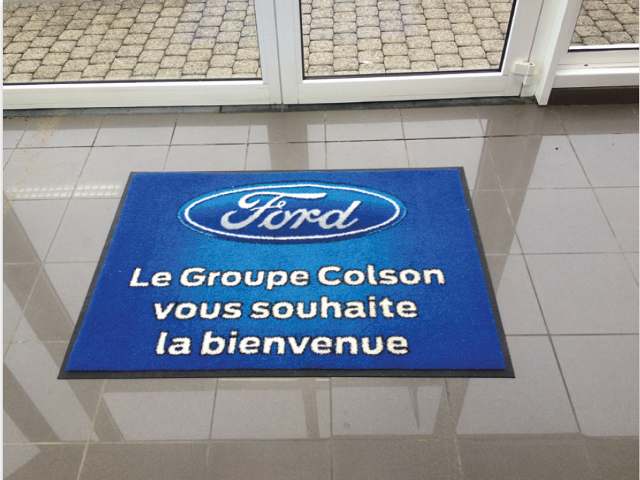 Ford
Le Groupe Colson
vous souhaite
la bienvenue